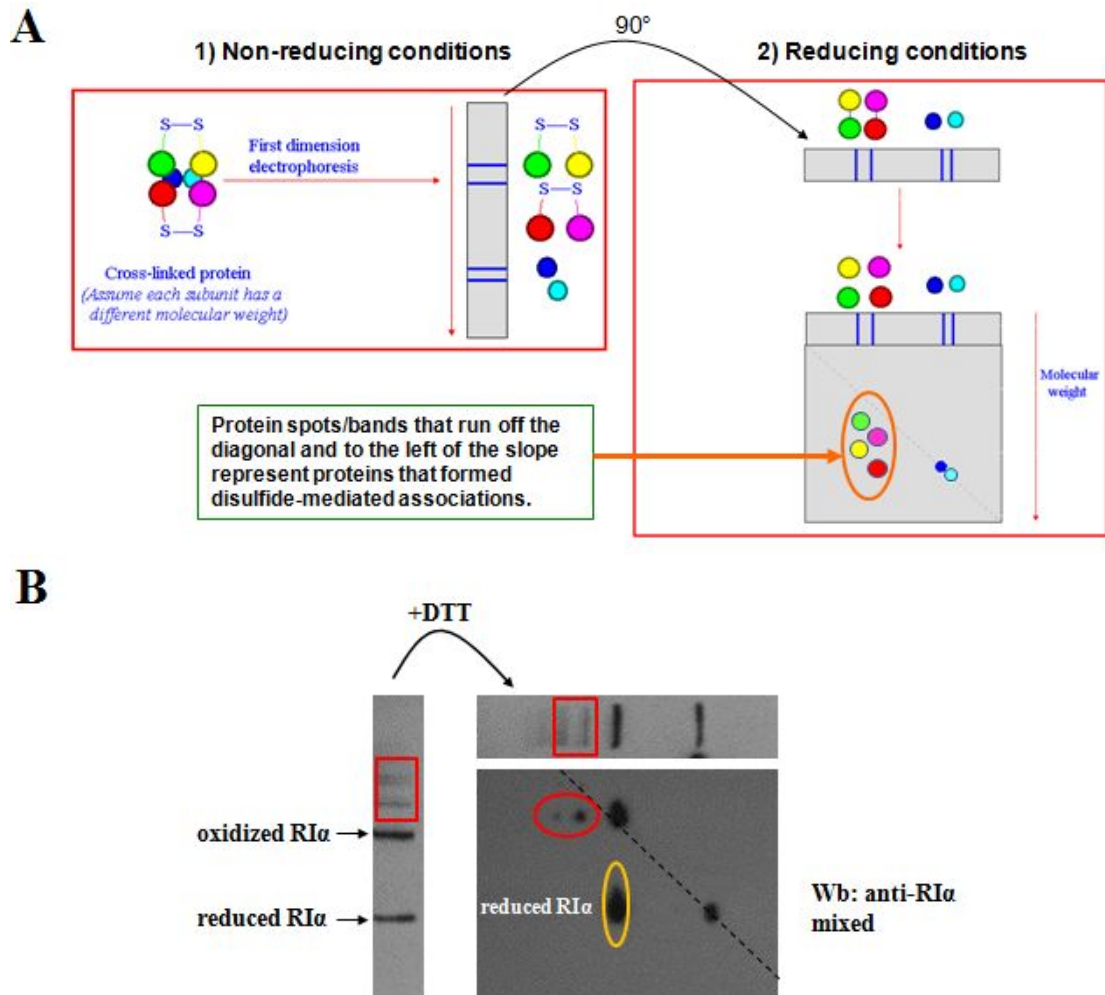 A
1) Non-reducing conditions
90°
2) Reducing conditions
S—S
First dimension
electrophoresis
S—S
Cross-linked protein
(Assume each subunit has a
different molecular weight)
S—S
S—S
Molecular
weight
Protein spots/bands that run off the
diagonal and to the left of the slope
represent proteins that formed
disulfide-mediated associations.
B
+DTT
oxidized RIα
reduced RIα
reduced RIα
Wb: anti-RIα
mixed